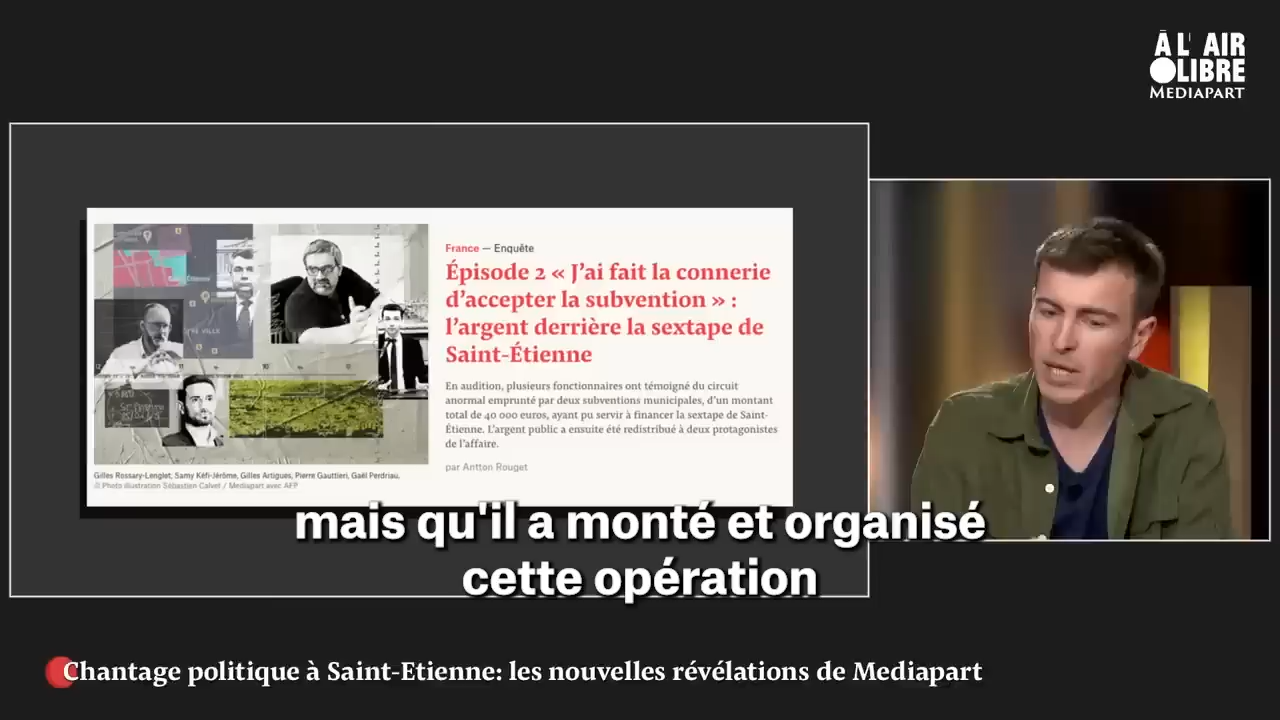 À L' AIR
LIBRE
MEDIAPART
France — Enquête
Épisode 2 « J'ai fait la connerie
d'accepter la subvention » :
l'argent derrière la sextape de
Saint-Étienne
En audition, plusieurs fonctionnaires ont témoigné du circuit
anormal emprunté par deux subventions municipales, d'un montant
total de 40 000 euros, ayant pu servir à financer la sextape de Saint-
Étienne. L'argent public a ensuite été redistribué à deux protagonistes
de l'affaire.
par Antton Rouget
Gilles Rossary-Lenglet, Samy Kéfi-Jérôme, Gilles Artigues, Pierre Gauttieri, Gaël Perdriau,
© Photo illustration Sébastien Calvet / Mediapart avec AFP
mais qu'il a monté et organisé
cette opération
Chantage politique à Saint-Etienne: les nouvelles révélations de Mediapart